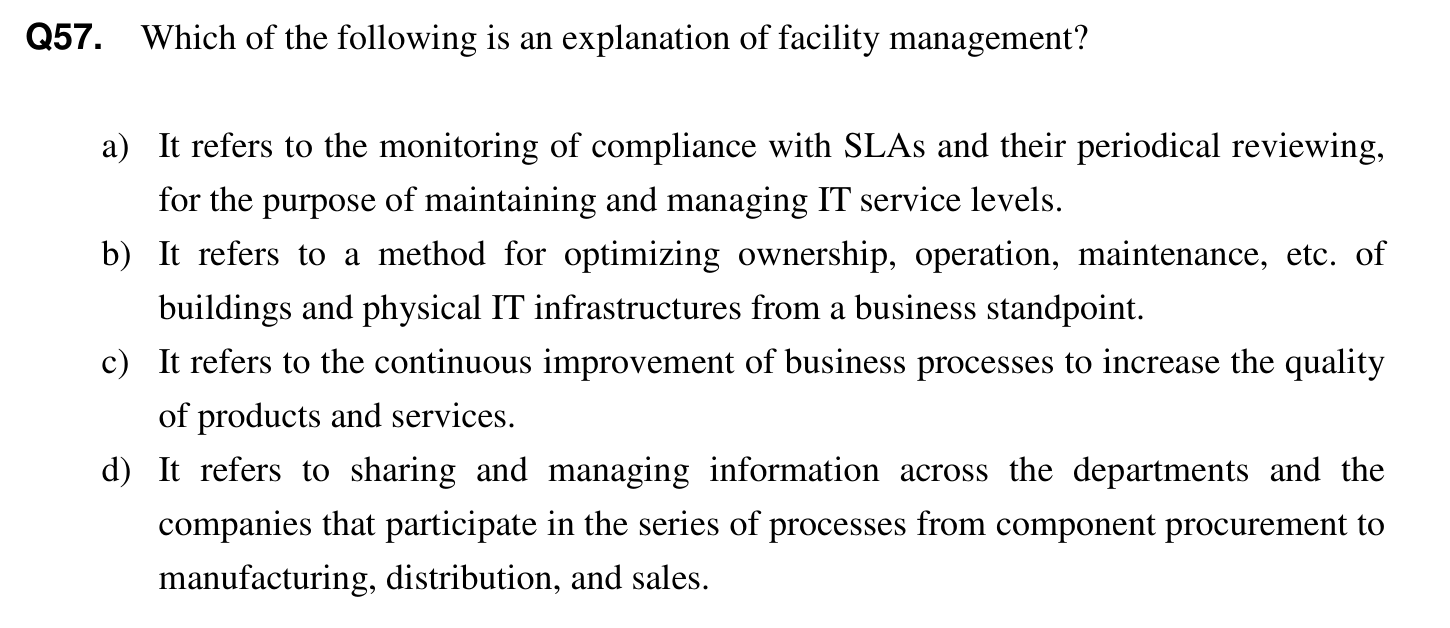 Q57. Which of the following is an explanation of facility management?
a) It refers to the monitoring of compliance with SLAs and their periodical reviewing,
for the purpose of maintaining and managing IT service levels.
b) It refers to a method for optimizing ownership, operation, maintenance, etc. of
buildings and physical IT infrastructures from a business standpoint.
c) It refers to the continuous improvement of business processes to increase the quality
of products and services.
d) It refers to sharing and managing information across the departments and the
companies that participate in the series of processes from component procurement to
manufacturing, distribution, and sales.